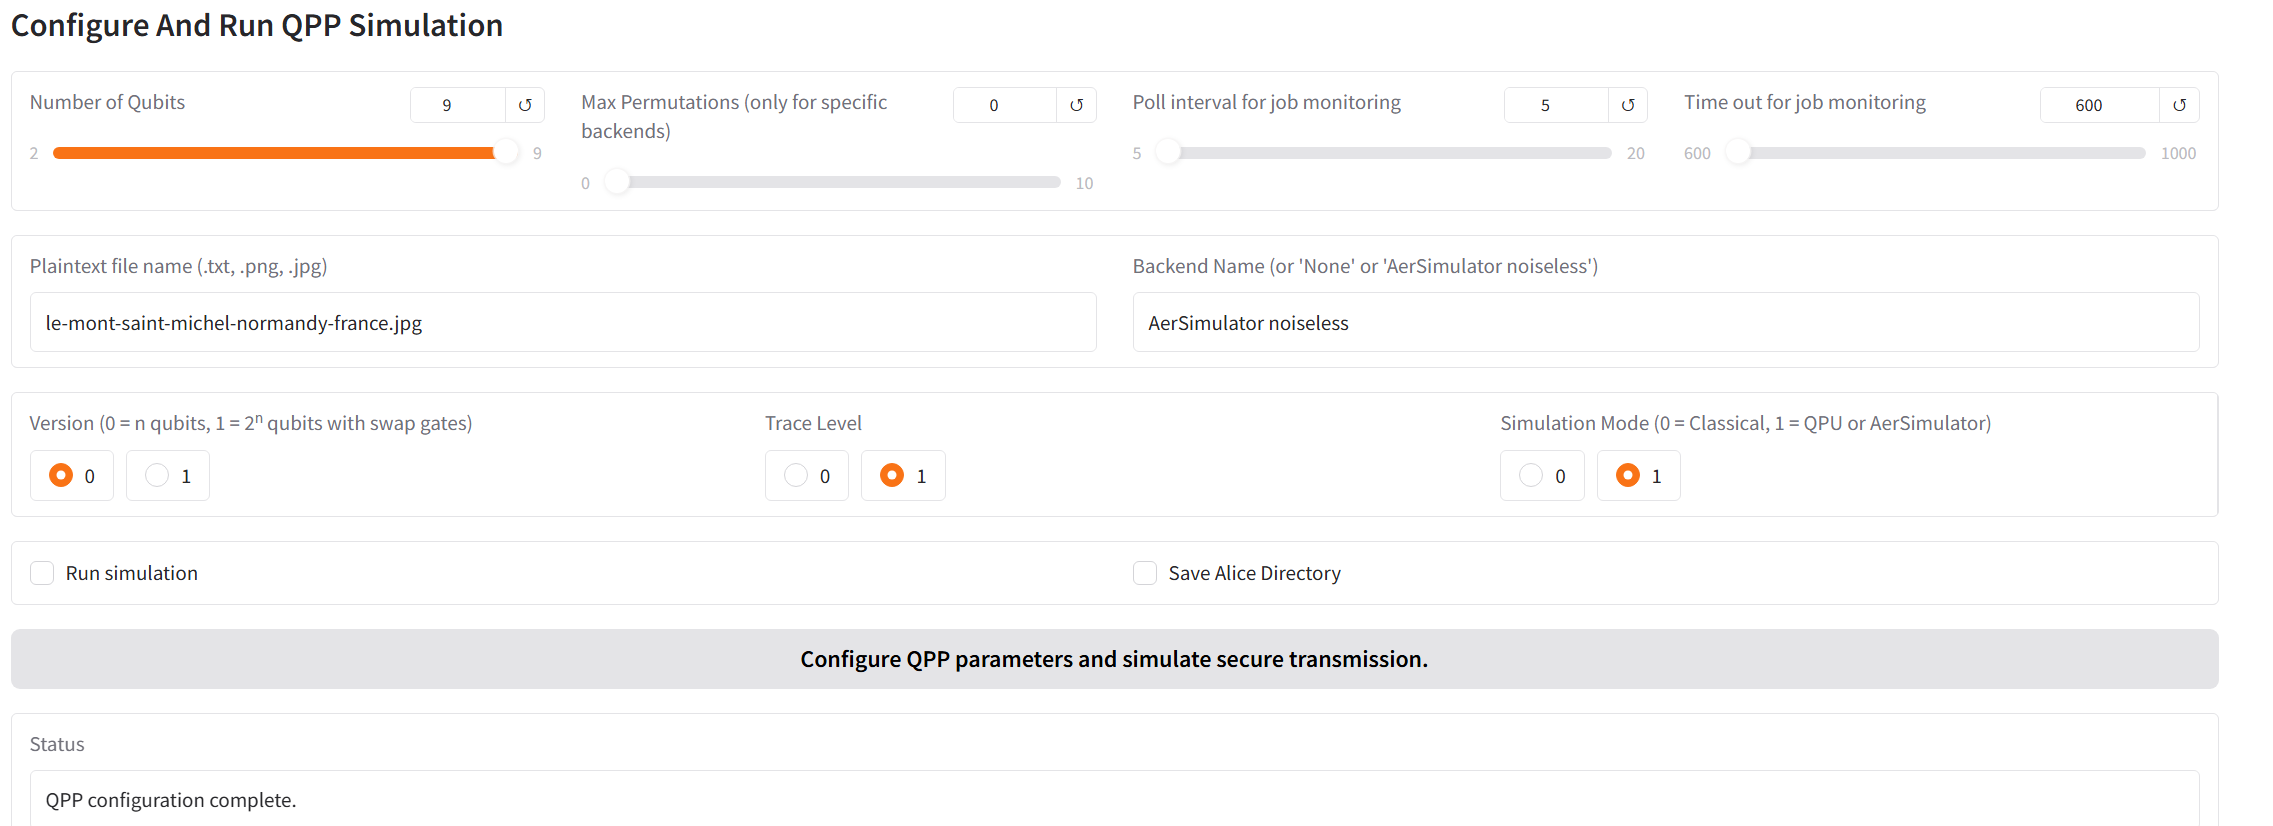 Configure And Run QPP Simulation
Number of Qubits
9
↺
2
9
Max Permutations (only for specific
backends)
0
↺
0
10
Poll interval for job monitoring
5
↺
5
20
Time out for job monitoring
600
↺
600
1000
Plaintext file name (.txt, .png, .jpg)
le-mont-saint-michel-normandy-france.jpg
Backend Name (or 'None' or 'AerSimulator noiseless')
AerSimulator noiseless
Version (0 = n qubits, 1 = 2ⁿ qubits with swap gates)
0
1
Trace Level
0
1
Simulation Mode (0 = Classical, 1 = QPU or AerSimulator)
0
1
Run simulation
Save Alice Directory
Configure QPP parameters and simulate secure transmission.
Status
QPP configuration complete.